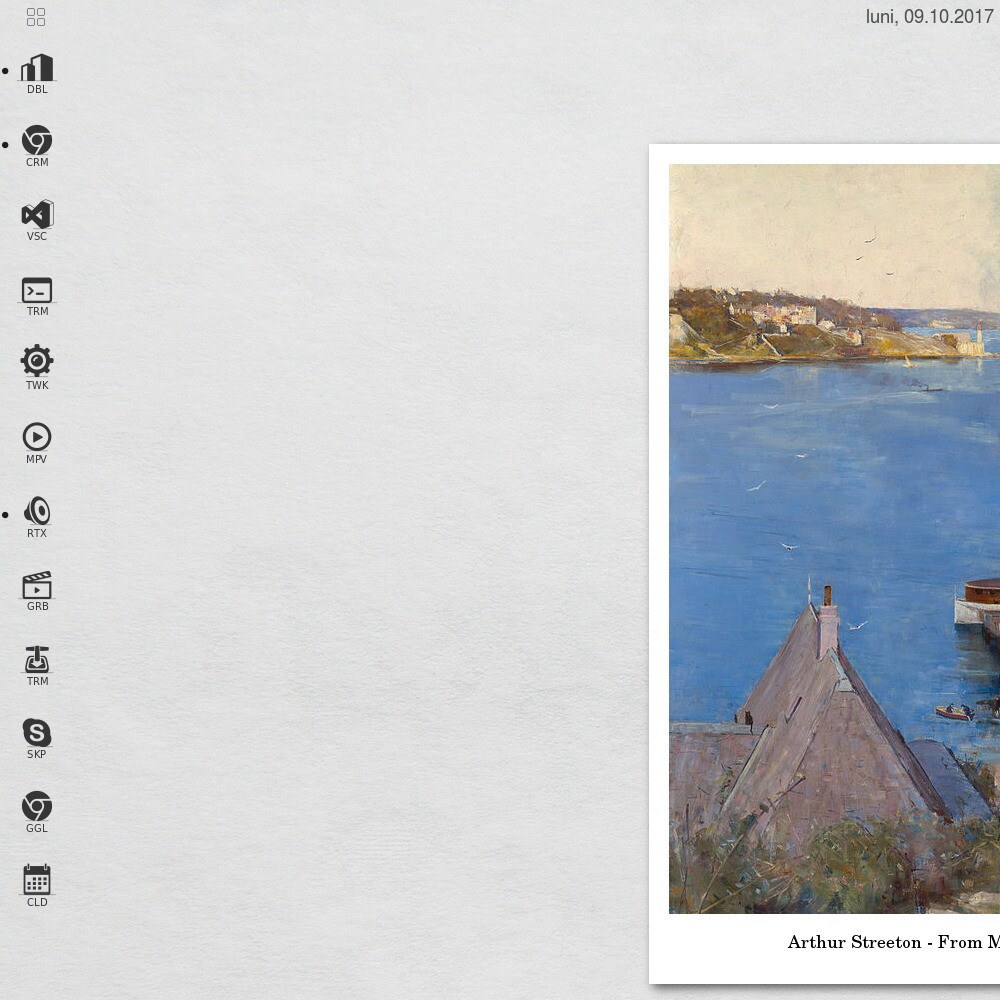 luni, 09.10.2017
DBL
CRM
VSC
TRM
TWK
MPV
RTX
GRB
TRM
SKP
GGL
CLD
Arthur Streeton - From M